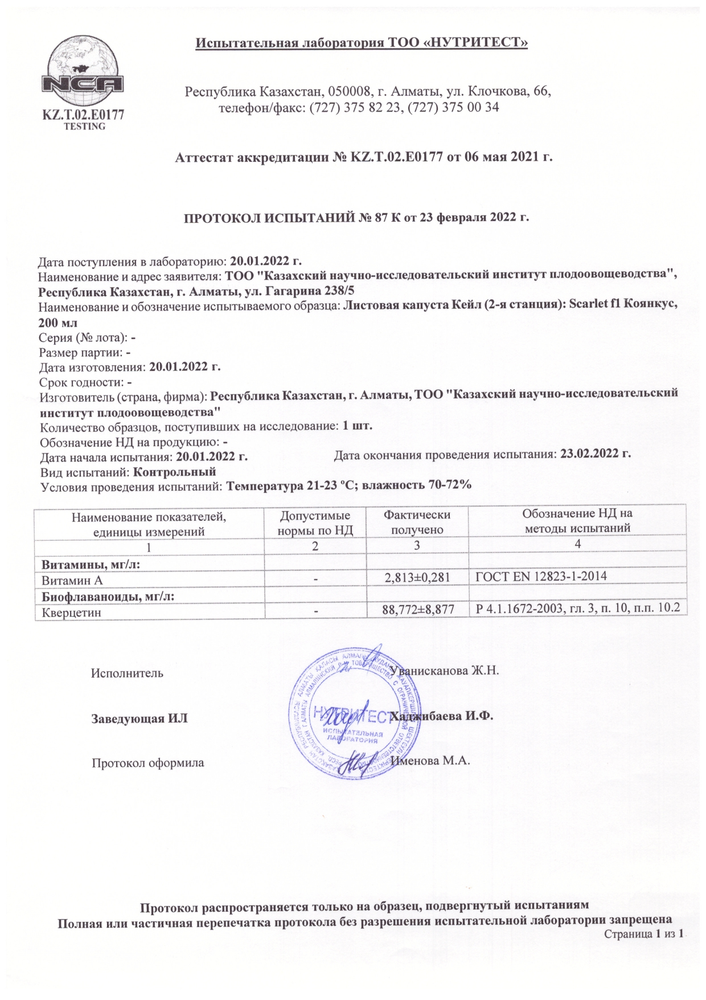 Испытательная лаборатория ТОО «НУТРИТЕСТ»
NCA
KZ.T.02.E0177
TESTING
Республика Казахстан, 050008, г. Алматы, ул. Клочкова, 66,
телефон/факс: (727) 375 82 23, (727) 375 00 34
Аттестат аккредитации № KZ.T.02.E0177 от 06 мая 2021 г.
ПРОТОКОЛ ИСПЫТАНИЙ № 87 К от 23 февраля 2022 г.
Дата поступления в лабораторию: 20.01.2022 г.
Наименование и адрес заявителя: ТОО "Казахский научно-исследовательский институт плодоовощеводства",
Республика Казахстан, г. Алматы, ул. Гагарина 238/5
Наименование и обозначение испытываемого образца: Листовая капуста Кейл (2-я станция): Scarlet f1 Коянкус,
200 мл
Серия (№ лота): -
Размер партии: -
Дата изготовления: 20.01.2022 г.
Срок годности: -
Изготовитель (страна, фирма): Республика Казахстан, г. Алматы, ТОО "Казахский научно-исследовательский
институт плодоовощеводства"
Количество образцов, поступивших на исследование: 1 шт.
Обозначение НД на продукцию: -
Дата начала испытания: 20.01.2022 г. Дата окончания проведения испытания: 23.02.2022 г.
Вид испытаний: Контрольный
Условия проведения испытаний: Температура 21-23 ºС; влажность 70-72%
Наименование показателей, единицы измерений Допустимые нормы по НД Фактически получено Обозначение НД на методы испытаний
1 2 3 4
Витамины, мг/л:
Витамин А - 2,813±0,281 ГОСТ EN 12823-1-2014
Биофлаваноиды, мг/л:
Кверцетин - 88,772±8,877 Р 4.1.1672-2003, гл. 3, п. 10, п.п. 10.2
Исполнитель Уванисканова Ж.Н.
Заведующая ИЛ Хаджибаева И.Ф.
НУТРИТЕСТ
ИСПЫТАТЕЛЬНАЯ
ЛАБОРАТОРИЯ
Протокол оформила Именова М.А.
Протокол распространяется только на образец, подвергнутый испытаниям
Полная или частичная перепечатка протокола без разрешения испытательной лаборатории запрещена
Страница 1 из 1